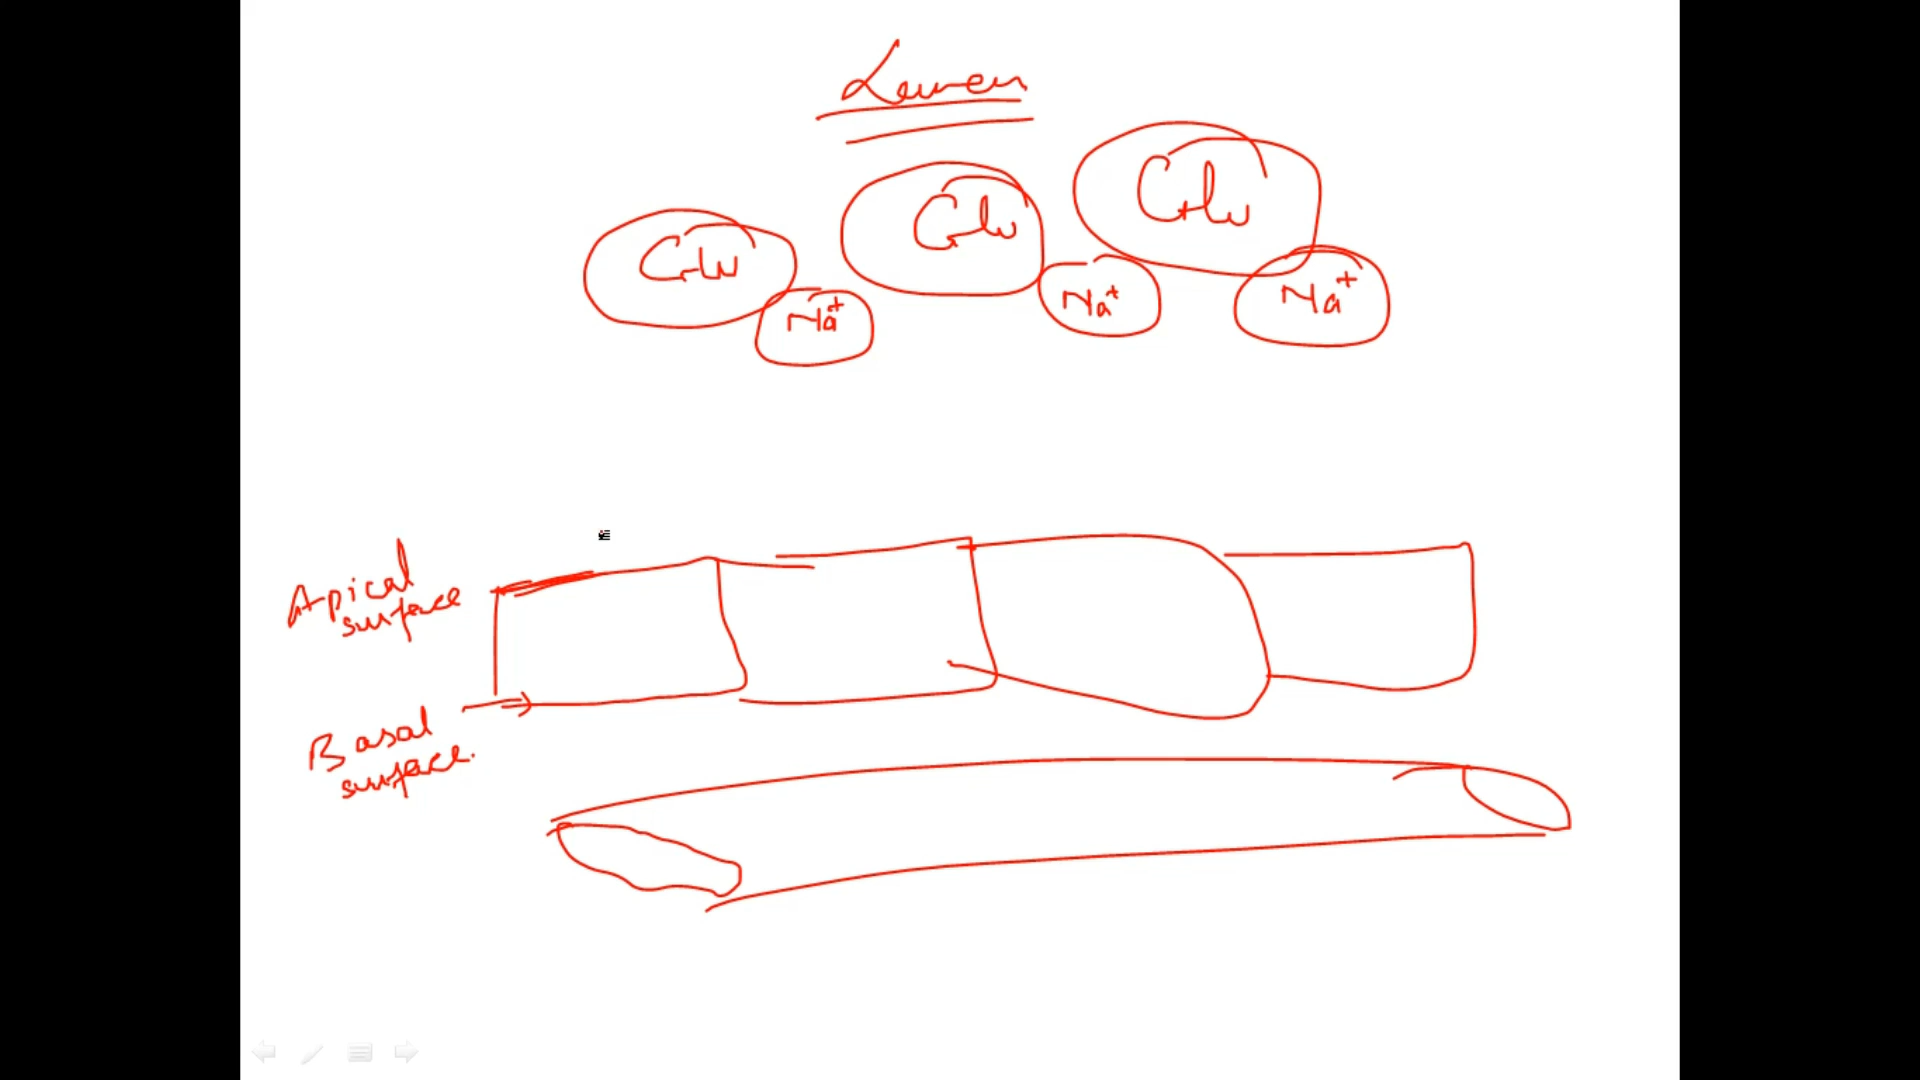 Lumen
Glu
Glu
Glu
Na+
Na+
Na+
Apical
surface
Basal
surface.